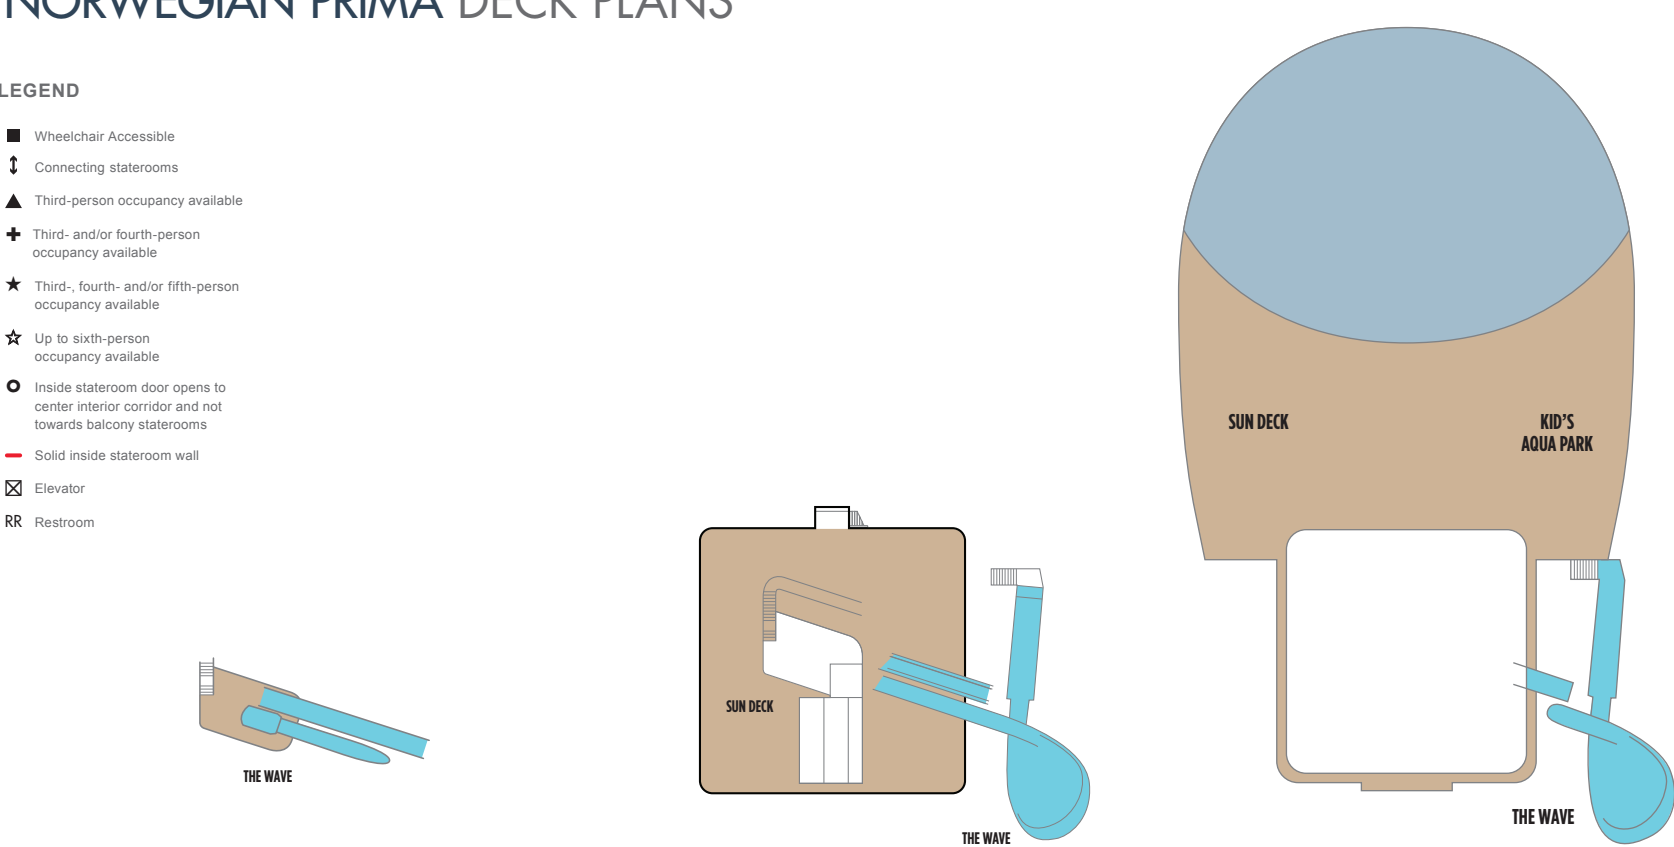 NORWEGIAN PRIMA DECK PLANS
LEGEND
Wheelchair Accessible
Connecting staterooms
Third-person occupancy available
Third- and/or fourth-person
occupancy available
Third-, fourth- and/or fifth-person
occupancy available
Up to sixth-person
occupancy available
Inside stateroom door opens to
center interior corridor and not
towards balcony staterooms
Solid inside stateroom wall
Elevator
RR Restroom
THE WAVE
SUN DECK
THE WAVE
SUN DECK
KID'S
AQUA PARK
THE WAVE